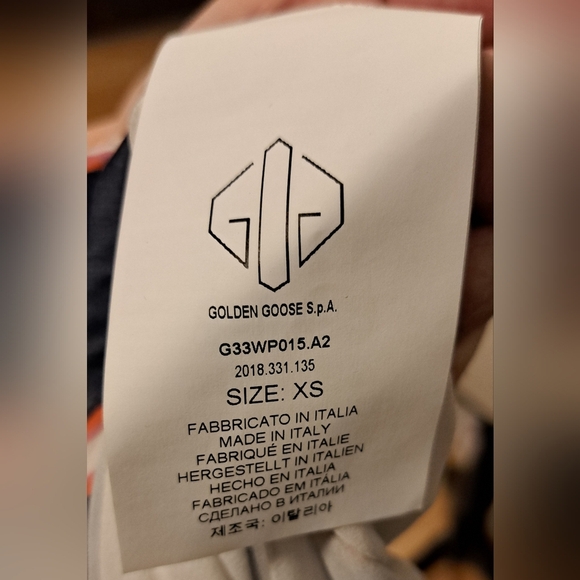 GOLDEN GOOSE S.p.A.
G33WP015.A2
2018.331.135
SIZE: XS
FABBRICATO IN ITALIA
MADE IN ITALY
FABRIQUÉ EN ITALIE
HERGESTELLT IN ITALIEN
HECHO EN ITALIA
FABRICADO EM ITÁLIA
СДЕЛАНО В ИТАЛИИ
제조국: 이탈리아